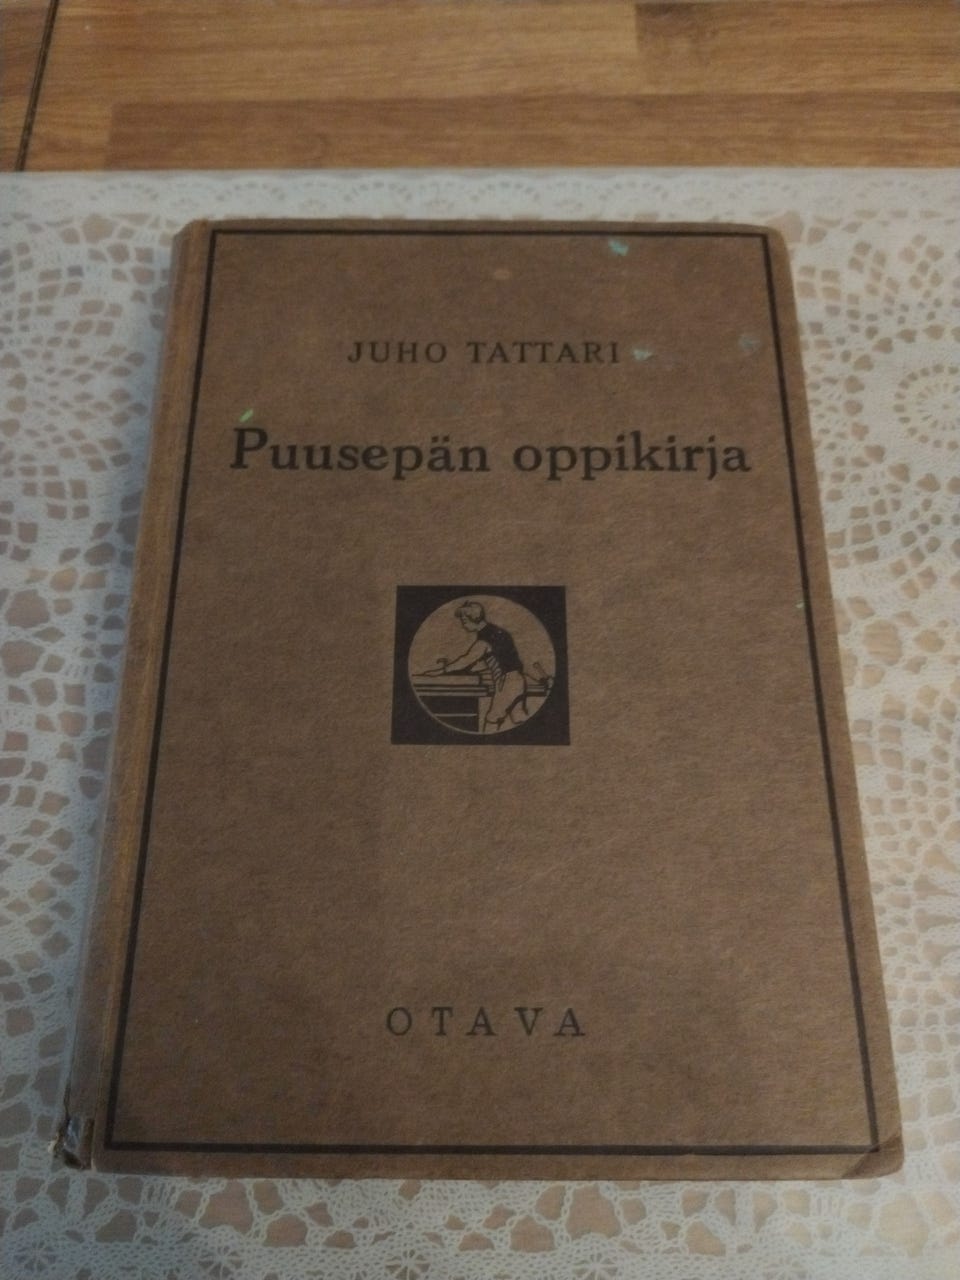 JUHO TATTARI
Puusepän oppikirja
OTAVA